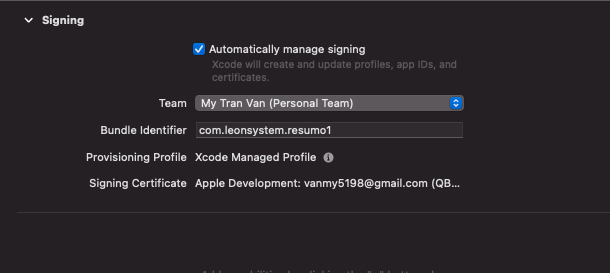 Signing
Automatically manage signing
Xcode will create and update profiles, app IDs, and
certificates.
Team My Tran Van (Personal Team)
Bundle Identifier com.leonsystem.resumo1
Provisioning Profile Xcode Managed Profile
Signing Certificate Apple Development: vanmy5198@gmail.com (QB...